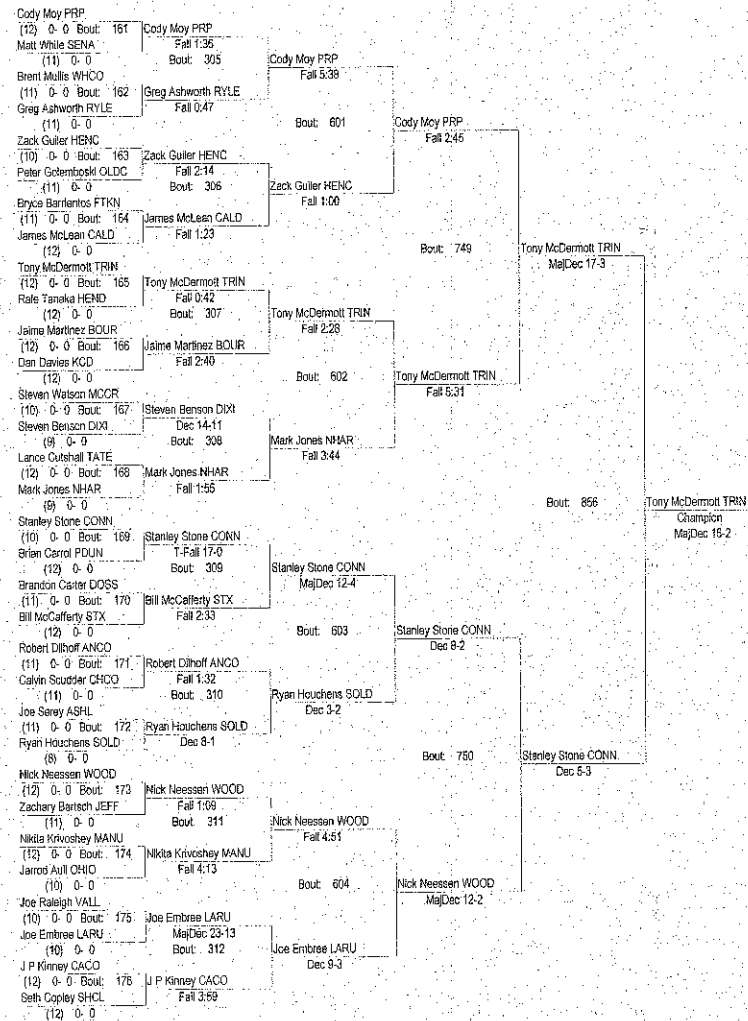 Cody Moy PRP
(12) 0- 0 Bout: 161
Matt While SENA
(11) 0- 0
Brent Mullis WHCO
(11) 0- 0 Bout: 162
Greg Ashworth RYLE
(11) 0- 0
Zack Guiler HENC
(10) 0- 0 Bout: 163
Peter Golemboski OLDC
(11) 0- 0
Bryce Barrientos FTKN
(11) 0- 0 Bout: 164
James McLean CALD
(12) 0- 0
Tony McDermott TRIN
(12) 0- 0 Bout: 165
Rafe Tanaka HEND
(12) 0- 0
Jaime Martinez BOUR
(12) 0- 0 Bout: 166
Dan Davies KCD
(12) 0- 0
Steven Watson MCCR
(10) 0- 0 Bout: 167
Steven Benson DIXI
(9) 0- 0
Lance Cutshall TATE
(12) 0- 0 Bout: 168
Mark Jones NHAR
(9) 0- 0
Stanley Stone CONN
(10) 0- 0 Bout: 169
Brian Carrol PDUN
(12) 0- 0
Brandon Carter DOSS
(11) 0- 0 Bout: 170
Bill McCafferty STX
(12) 0- 0
Robert Dilhoff ANCO
(11) 0- 0 Bout: 171
Calvin Scudder CHCO
(11) 0- 0
Joe Sarey ASHL
(11) 0- 0 Bout: 172
Ryan Houchens SOLD
(8) 0- 0
Nick Neessen WOOD
(12) 0- 0 Bout: 173
Zachary Bartsch JEFF
(11) 0- 0
Nikita Krivoshey MANU
(12) 0- 0 Bout: 174
Jarrod Aull OHIO
(10) 0- 0
Joe Raleigh VALL
(10) 0- 0 Bout: 175
Joe Embree LARU
(10) 0- 0
J P Kinney CACO
(12) 0- 0 Bout: 176
Seth Copley SHCL
(12) 0- 0
Cody Moy PRP
Fall 1:36
Bout: 305
Greg Ashworth RYLE
Fall 0:47
Zack Guiler HENC
Fall 2:14
Bout: 306
James McLean CALD
Fall 1:23
Tony McDermott TRIN
Fall 0:42
Bout: 307
Jaime Martinez BOUR
Fall 2:40
Steven Benson DIXI
Dec 14-11
Bout: 308
Mark Jones NHAR
Fall 1:55
Stanley Stone CONN
T-Fall 17-0
Bout: 309
Bill McCafferty STX
Fall 2:33
Robert Dilhoff ANCO
Fall 1:32
Bout: 310
Ryan Houchens SOLD
Dec 8-1
Nick Neessen WOOD
Fall 1:09
Bout: 311
Nikita Krivoshey MANU
Fall 4:13
Joe Embree LARU
MajDec 23-13
Bout: 312
J P Kinney CACO
Fall 3:59
Cody Moy PRP
Fall 5:39
Bout: 601
Zack Guiler HENC
Fall 1:00
Tony McDermott TRIN
Fall 2:28
Bout: 602
Mark Jones NHAR
Fall 3:44
Stanley Stone CONN
MajDec 12-4
Bout: 603
Ryan Houchens SOLD
Dec 3-2
Nick Neessen WOOD
Fall 4:51
Bout: 604
Joe Embree LARU
Dec 9-3
Cody Moy PRP
Fall 2:45
Bout: 749
Tony McDermott TRIN
Fall 5:31
Stanley Stone CONN
Dec 8-2
Bout: 750
Nick Neessen WOOD
MajDec 12-2
Tony McDermott TRIN
MajDec 17-3
Bout: 856
Stanley Stone CONN
Dec 5-3
Tony McDermott TRIN
Champion
MajDec 16-2